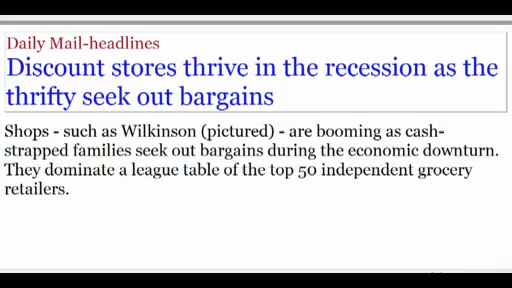 Daily Mail-headlines
Discount stores thrive in the recession as the
thrifty seek out bargains
Shops - such as Wilkinson (pictured) - are booming as cash-
strapped families seek out bargains during the economic downturn.
They dominate a league table of the top 50 independent grocery
retailers.